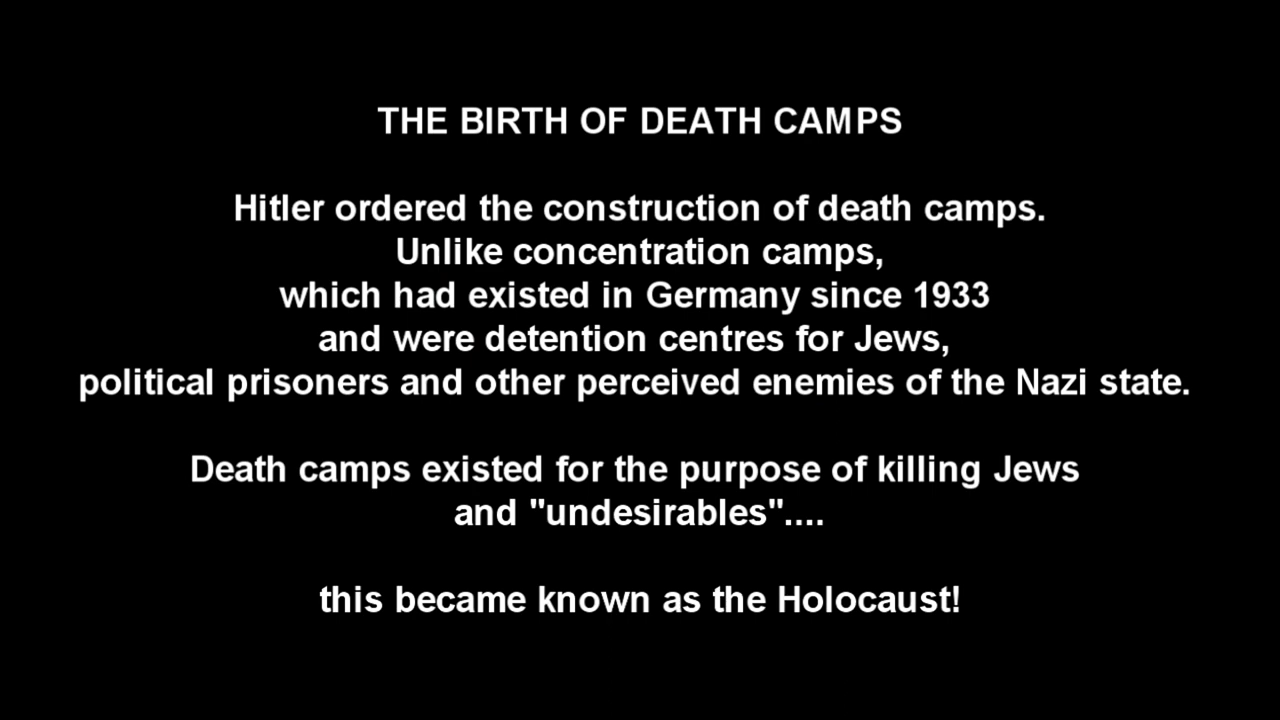 THE BIRTH OF DEATH CAMPS
Hitler ordered the construction of death camps.
Unlike concentration camps,
which had existed in Germany since 1933
and were detention centres for Jews,
political prisoners and other perceived enemies of the Nazi state.
Death camps existed for the purpose of killing Jews
and "undesirables"....
this became known as the Holocaust!